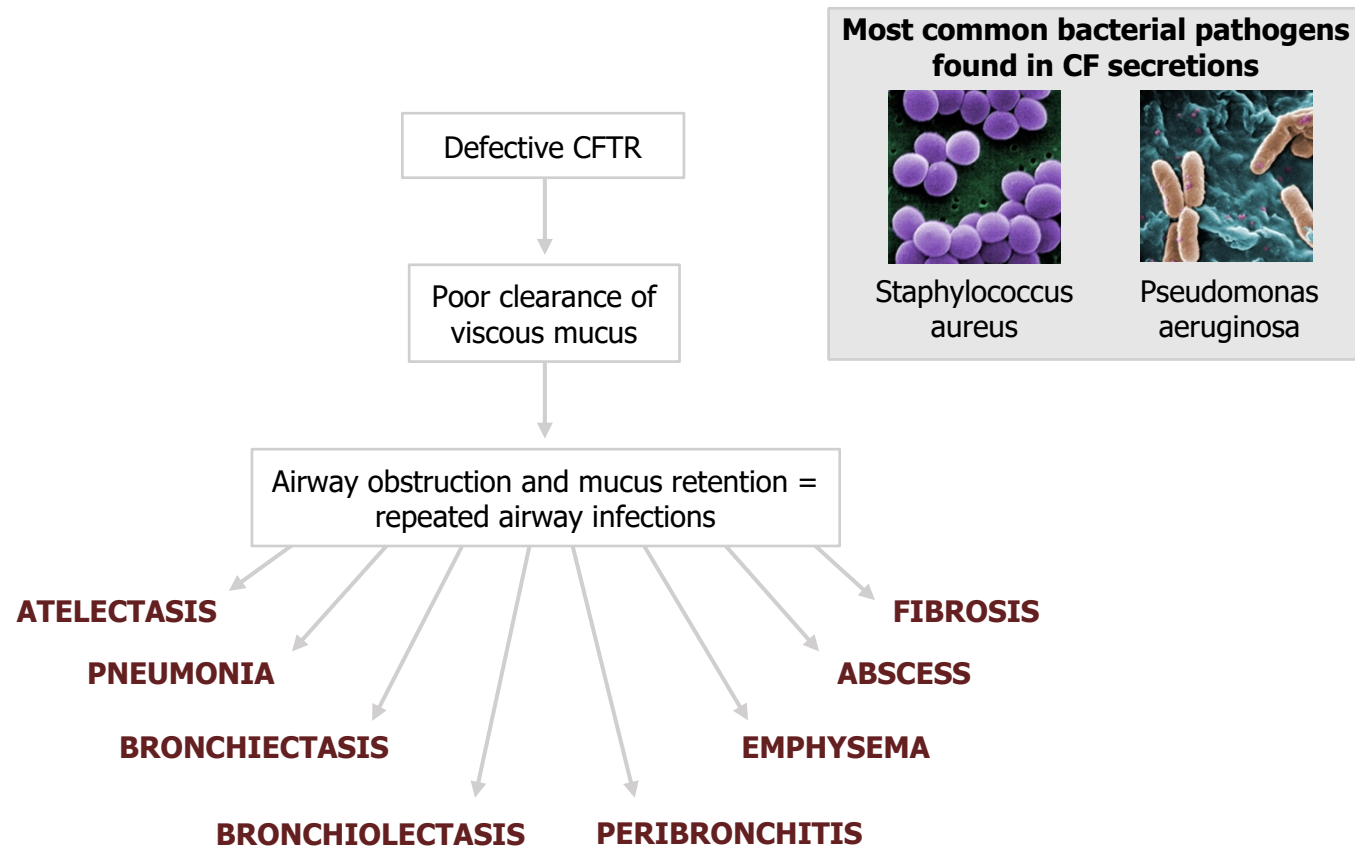 Most common bacterial pathogens
found in CF secretions
Staphylococcus
aureus
Pseudomonas
aeruginosa
Defective CFTR
Poor clearance of
viscous mucus
Airway obstruction and mucus retention =
repeated airway infections
ATELECTASIS
FIBROSIS
PNEUMONIA
ABSCESS
BRONCHIECTASIS
EMPHYSEMA
BRONCHIOLECTASIS
PERIBRONCHITIS